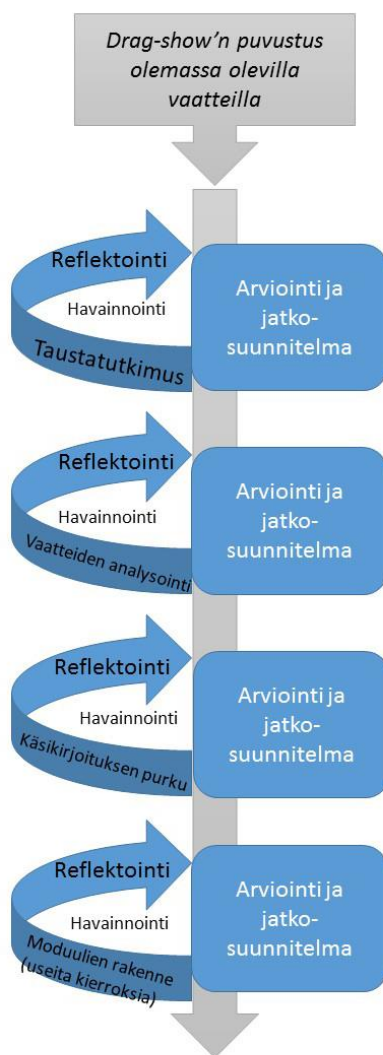 Drag-show’n puvustus
olemassa olevilla
vaatteilla
Reflektointi
Havainnointi
Taustatutkimus
Arviointi ja
jatko-
suunnitelma
Reflektointi
Havainnointi
Vaatteiden analysointi
Arviointi ja
jatko-
suunnitelma
Reflektointi
Havainnointi
Käsikirjoituksen purku
Arviointi ja
jatko-
suunnitelma
Reflektointi
Havainnointi
Moduulien rakenne
(useita kierroksia)
Arviointi ja
jatko-
suunnitelma